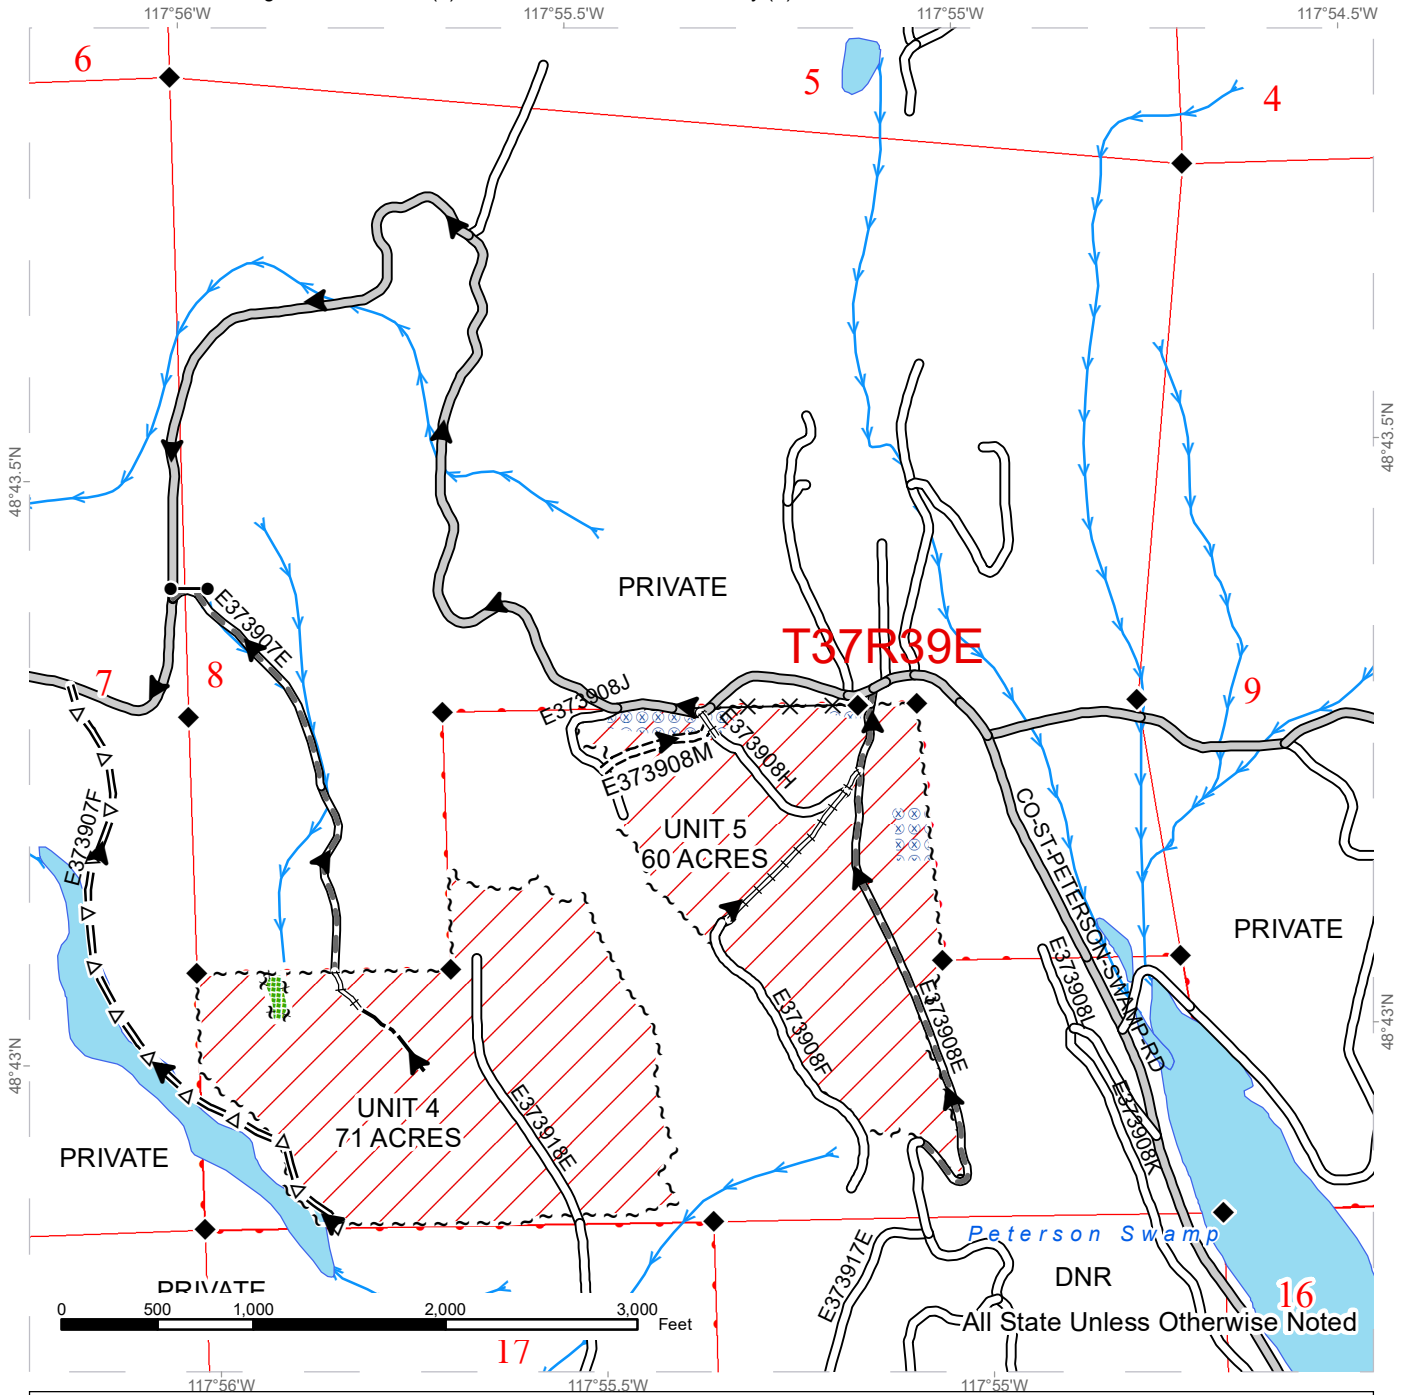 117°56'W
117°55.5'W
117°55'W
117°54.5'W
6
5
4
48°43.5'N
48°43.5'N
PRIVATE
T37R39E
E373907E
7
8
9
E373908J
E373908H
E373908M
E373907F
UNIT 5
60 ACRES
CO-ST-PETERSON-SWAMP-RD
PRIVATE
E373908I
E373908F
E373908E
48°43'N
48°43'N
UNIT 4
71 ACRES
E373918E
E373908K
PRIVATE
Peterson Swamp
E373917E
DNR
PRIVATE
16
0 500 1,000 2,000 3,000
Feet
All State Unless Otherwise Noted
17
117°56'W
117°55.5'W
117°55'W